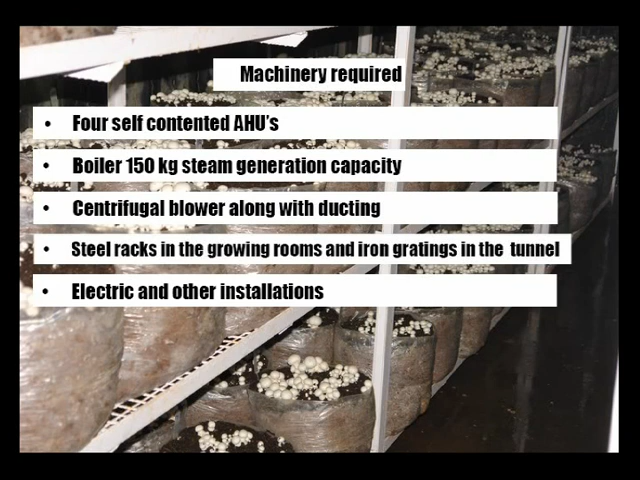 Machinery required
• Four self contented AHU's
• Boiler 150 kg steam generation capacity
• Centrifugal blower along with ducting
• Steel racks in the growing rooms and iron gratings in the tunnel
• Electric and other installations